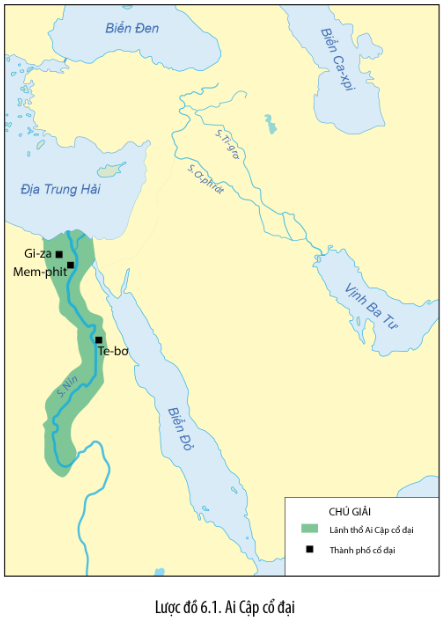 Biển Đen
Biển Ca-xpi
S.Ti-grơ
S.Ơ-phrát
Địa Trung Hải
Gi-za
Mem-phít
Vịnh Ba Tư
Te-bơ
S.Nin
Biển Đỏ
CHÚ GIẢI
Lãnh thổ Ai Cập cổ đại
Thành phố cổ đại
Lược đồ 6.1. Ai Cập cổ đại